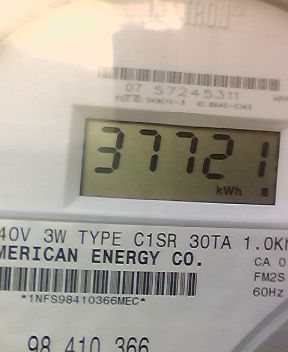 TRON
07 57245311
37721
kWh
40V 3W TYPE C1SR 30TA 1.0K
MERICAN ENERGY CO.
CA 0
FM2S
60Hz
*1NFS98410366MEC*
98 410 366